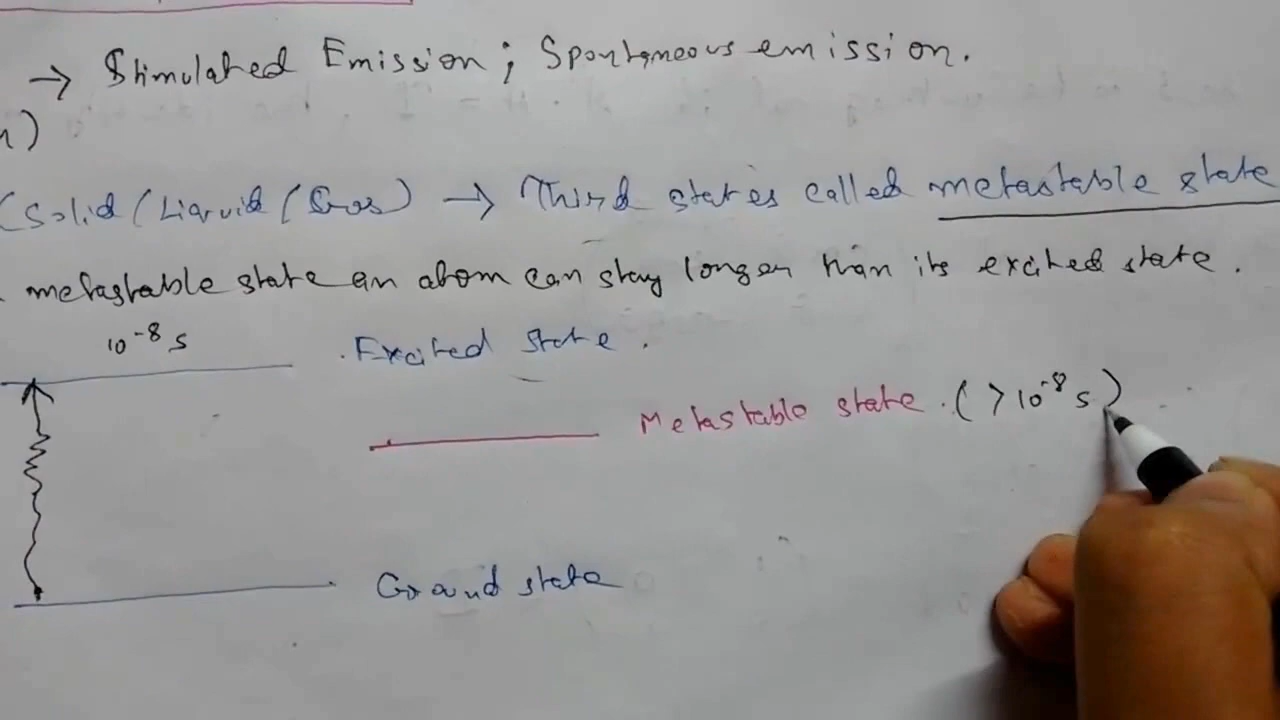 → Stimulated Emission ; Spontaneous emission.
n)
(Solid (Liquid (Gas) → Third states called metastable state
metastable state an atom can stay longer than its excited state.
10⁻⁸ s
Excited state.
Metastable state. (> 10⁻⁸ s)
Ground state